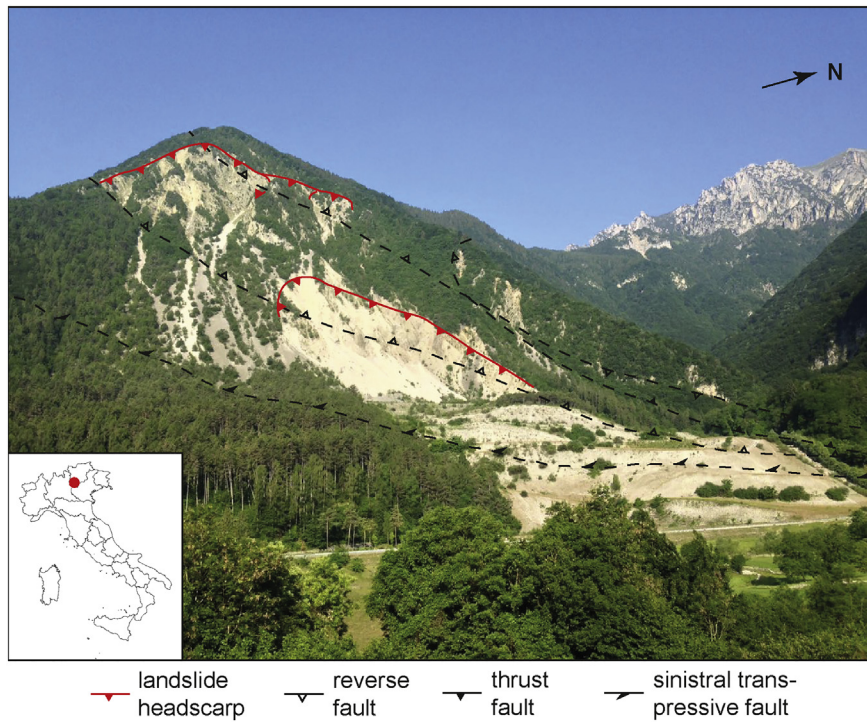 N
landslide
headscarp
reverse
fault
thrust
fault
sinistral trans-
pressive fault